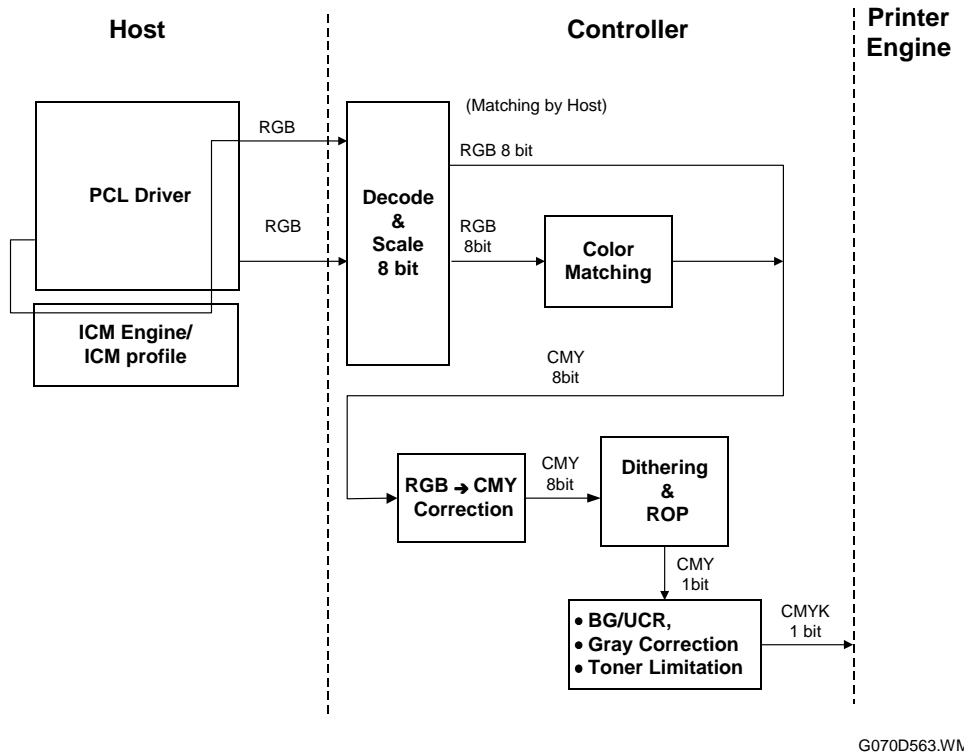 Host
Controller
Printer
Engine
(Matching by Host)
RGB
RGB 8 bit
PCL Driver
Decode
&
Scale
8 bit
RGB
RGB
8bit
Color
Matching
ICM Engine/
ICM profile
CMY
8bit
RGB → CMY
Correction
CMY
8bit
Dithering
&
ROP
CMY
1bit
• BG/UCR,
• Gray Correction
• Toner Limitation
CMYK
1 bit
G070D563.WM